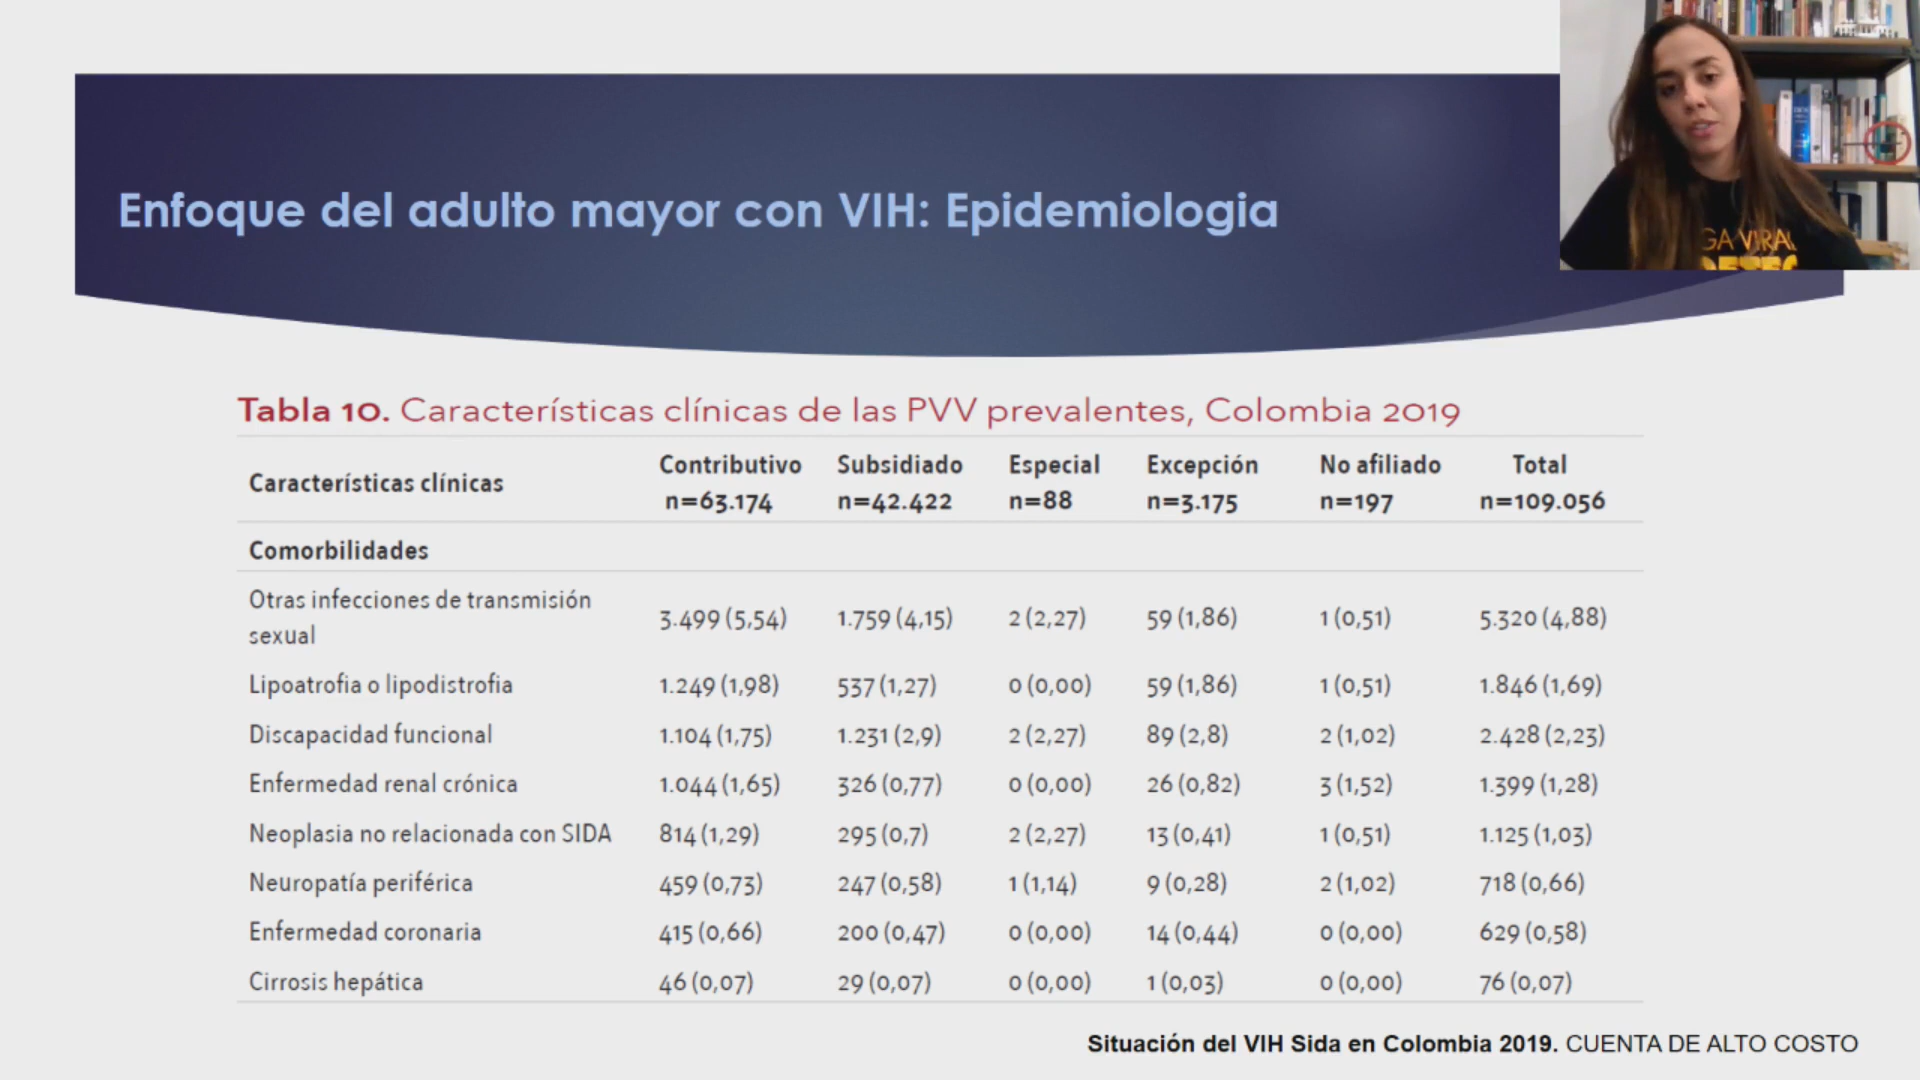 Enfoque del adulto mayor con VIH: Epidemiologia
GA VIRAL
Tabla 10. Características clínicas de las PVV prevalentes, Colombia 2019
Características clínicas Contributivo n=63.174 Subsidiado n=42.422 Especial n=88 Excepción n=3.175 No afiliado n=197 Total n=109.056
Comorbilidades
Otras infecciones de transmisión sexual 3.499 (5,54) 1.759 (4,15) 2 (2,27) 59 (1,86) 1 (0,51) 5.320 (4,88)
Lipoatrofia o lipodistrofia 1.249 (1,98) 537 (1,27) 0 (0,00) 59 (1,86) 1 (0,51) 1.846 (1,69)
Discapacidad funcional 1.104 (1,75) 1.231 (2,9) 2 (2,27) 89 (2,8) 2 (1,02) 2.428 (2,23)
Enfermedad renal crónica 1.044 (1,65) 326 (0,77) 0 (0,00) 26 (0,82) 3 (1,52) 1.399 (1,28)
Neoplasia no relacionada con SIDA 814 (1,29) 295 (0,7) 2 (2,27) 13 (0,41) 1 (0,51) 1.125 (1,03)
Neuropatía periférica 459 (0,73) 247 (0,58) 1 (1,14) 9 (0,28) 2 (1,02) 718 (0,66)
Enfermedad coronaria 415 (0,66) 200 (0,47) 0 (0,00) 14 (0,44) 0 (0,00) 629 (0,58)
Cirrosis hepática 46 (0,07) 29 (0,07) 0 (0,00) 1 (0,03) 0 (0,00) 76 (0,07)
Situación del VIH Sida en Colombia 2019. CUENTA DE ALTO COSTO